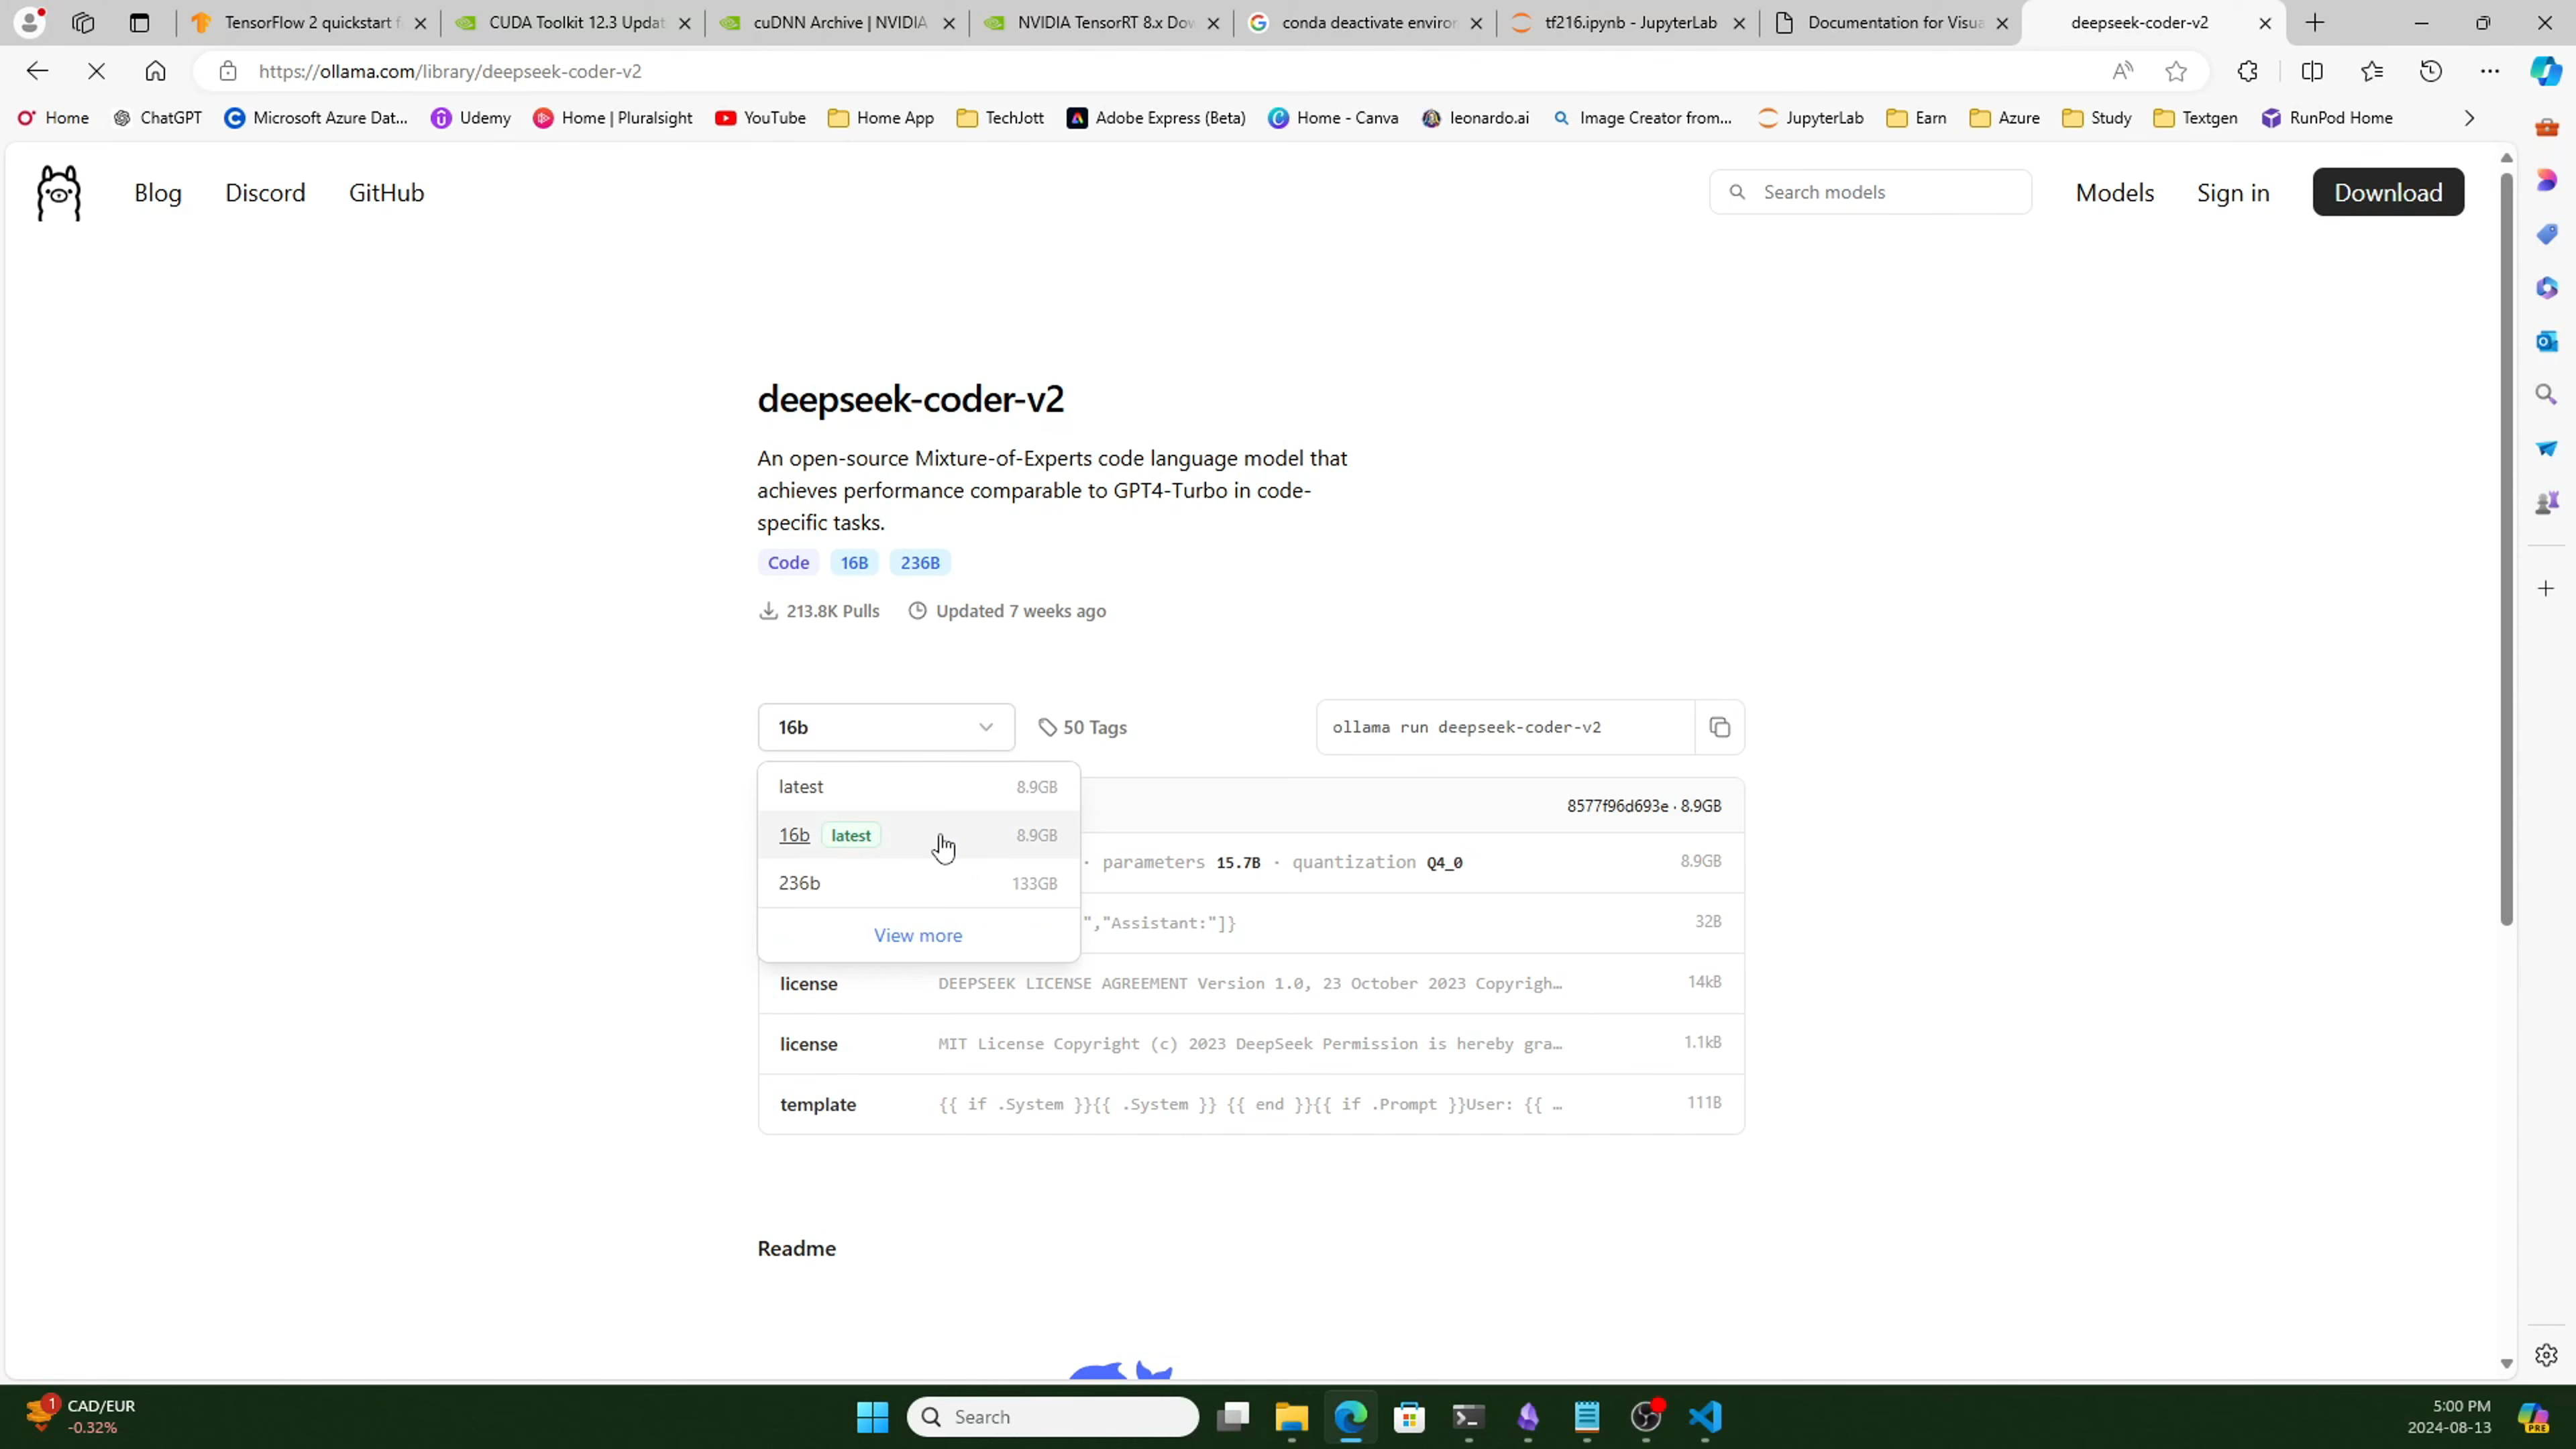 TensorFlow 2 quickstart f
CUDA Toolkit 12.3 Updat
cuDNN Archive | NVIDIA
NVIDIA TensorRT 8.x Dow
conda deactivate environ
tf216.ipynb - JupyterLab
Documentation for Visua
deepseek-coder-v2
https://ollama.com/library/deepseek-coder-v2
Home
ChatGPT
Microsoft Azure Dat...
Udemy
Home | Pluralsight
YouTube
Home App
TechJott
Adobe Express (Beta)
Home - Canva
leonardo.ai
Image Creator from...
JupyterLab
Earn
Azure
Study
Textgen
RunPod Home
Blog
Discord
GitHub
Search models
Models
Sign in
Download
deepseek-coder-v2
An open-source Mixture-of-Experts code language model that
achieves performance comparable to GPT4-Turbo in code-
specific tasks.
Code 16B 236B
213.8K Pulls Updated 7 weeks ago
16b
50 Tags
ollama run deepseek-coder-v2
latest 8.9GB
16b latest 8.9GB
236b 133GB
View more
8577f96d693e · 8.9GB
· parameters 15.7B · quantization Q4_0 8.9GB
","Assistant:"]} 32B
license DEEPSEEK LICENSE AGREEMENT Version 1.0, 23 October 2023 Copyrigh… 14kB
license MIT License Copyright (c) 2023 DeepSeek Permission is hereby gra… 1.1kB
template {{ if .System }}{{ .System }} {{ end }}{{ if .Prompt }}User: {{ … 111B
Readme
1
CAD/EUR
-0.32%
Search
5:00 PM
2024-08-13
PRE